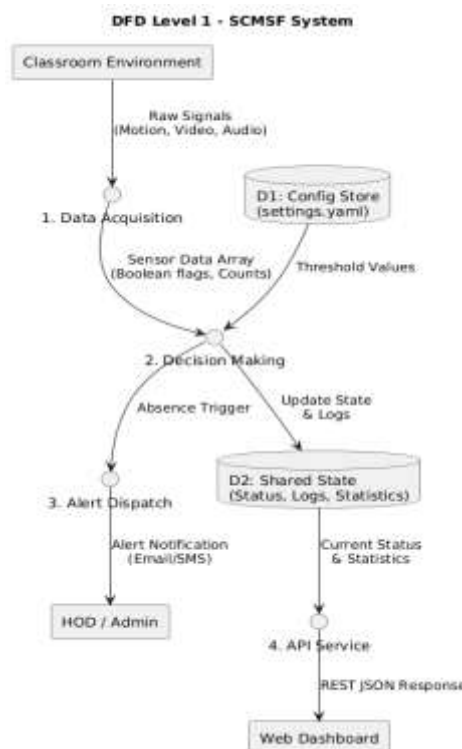 DFD Level 1 - SCMSF System
Classroom Environment
Raw Signals
(Motion, Video, Audio)
1. Data Acquisition
D1: Config Store
(settings.yaml)
Sensor Data Array
(Boolean flags, Counts)
Threshold Values
2. Decision Making
Absence Trigger
Update State
& Logs
3. Alert Dispatch
D2: Shared State
(Status, Logs, Statistics)
Alert Notification
(Email/SMS)
Current Status
& Statistics
HOD / Admin
4. API Service
REST JSON Response
Web Dashboard